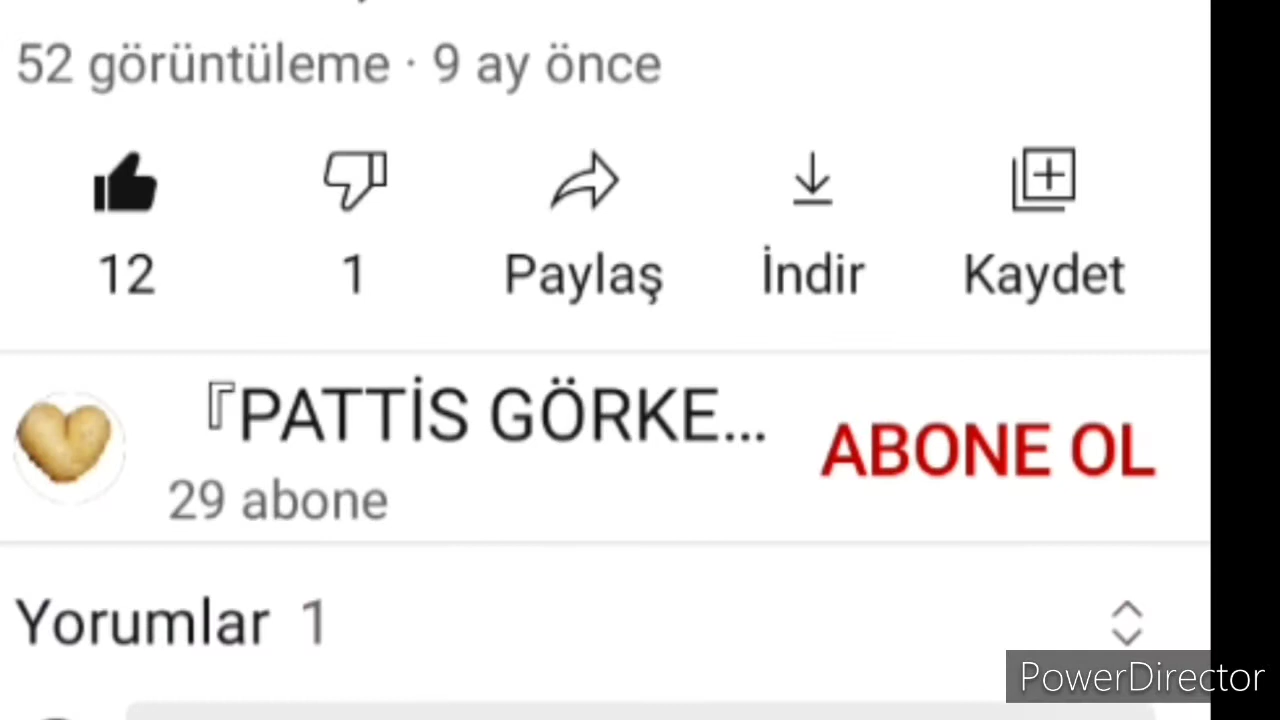 52 görüntüleme · 9 ay önce
12 1 Paylaş İndir Kaydet
『PATTİS GÖRKE...
ABONE OL
29 abone
Yorumlar 1
PowerDirector